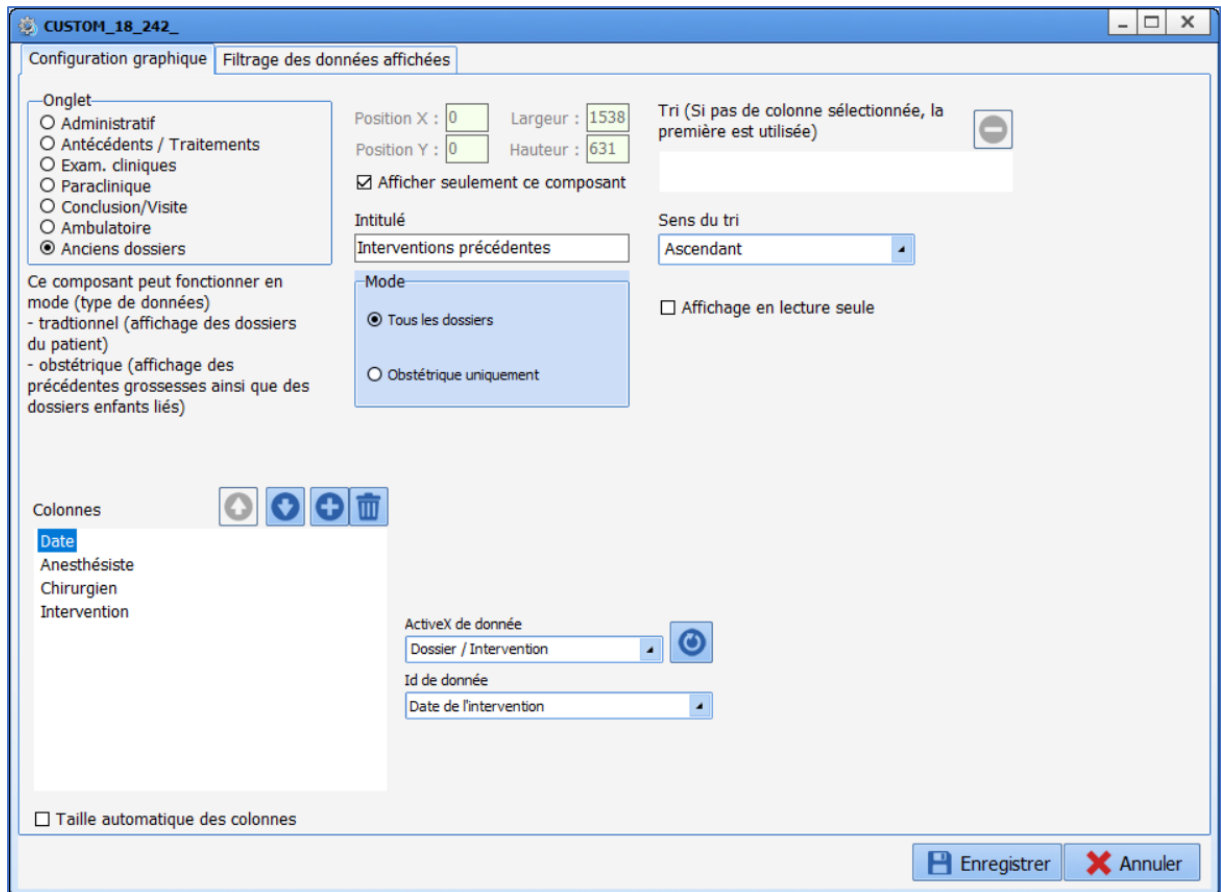 CUSTOM_18_242_
Configuration graphique
Filtrage des données affichées
Onglet
Administratif
Antécédents / Traitements
Exam. cliniques
Paraclinique
Conclusion/Visite
Ambulatoire
Anciens dossiers
Ce composant peut fonctionner en
mode (type de données)
- tradtionnel (affichage des dossiers
du patient)
- obstétrique (affichage des
précédentes grossesses ainsi que des
dossiers enfants liés)
Position X : 0
Largeur : 1538
Position Y : 0
Hauteur : 631
Afficher seulement ce composant
Intitulé
Interventions précédentes
Mode
Tous les dossiers
Obstétrique uniquement
Tri (Si pas de colonne sélectionnée, la
première est utilisée)
Sens du tri
Ascendant
Affichage en lecture seule
Colonnes
Date
Anesthésiste
Chirurgien
Intervention
ActiveX de donnée
Dossier / Intervention
Id de donnée
Date de l'intervention
Taille automatique des colonnes
Enregistrer
Annuler